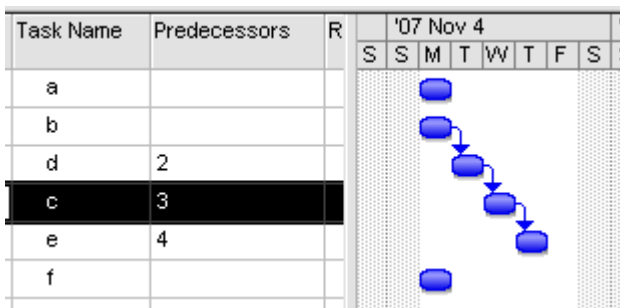 Task Name Predecessors R '07 Nov 4
S S M T W T F S
a
b
d 2
c 3
e 4
f